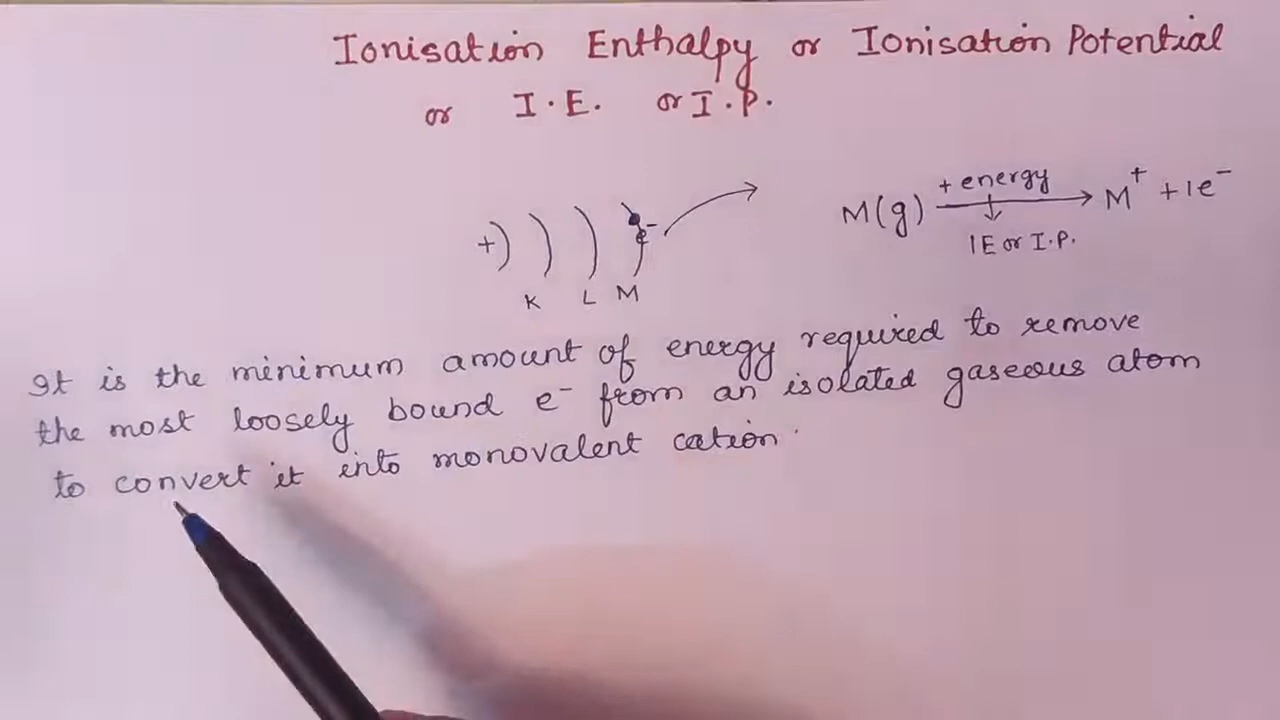 Ionisation Enthalpy or Ionisation Potential
or I.E. or I.P.
M(g) + energy → M+ + 1e-
IE or I.P.
+) e-
K L M
It is the minimum amount of energy required to remove
the most loosely bound e- from an isolated gaseous atom
to convert it into monovalent cation.